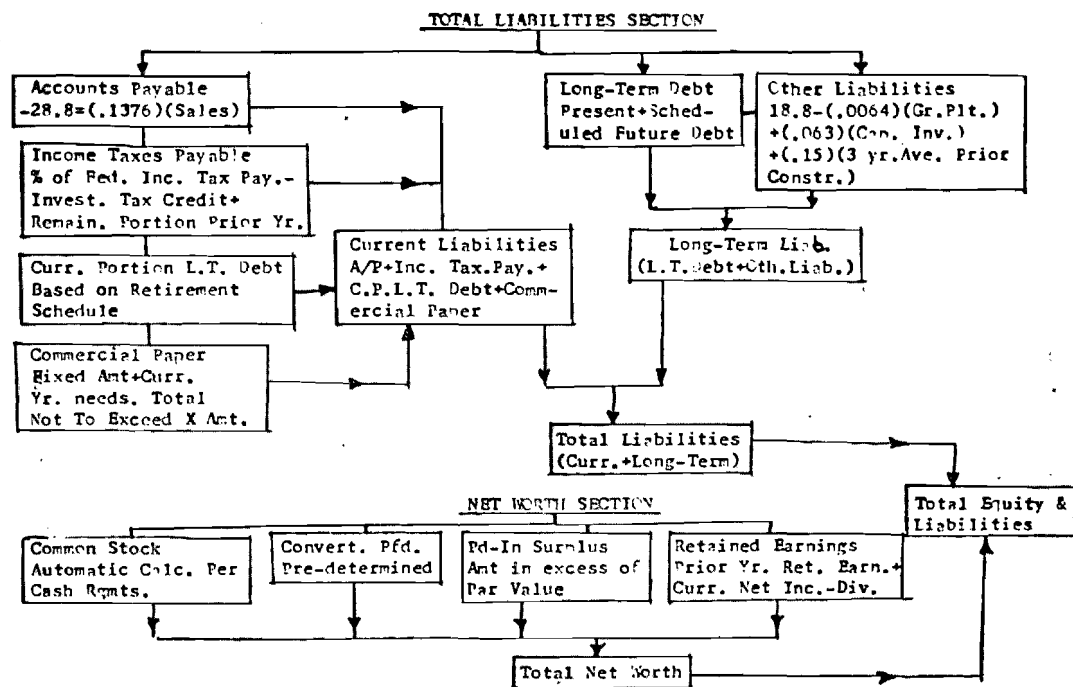 TOTAL LIABILITIES SECTION
Accounts Payable
-28.8=(.1376)(Sales)
Income Taxes Payable
% of Fed. Inc. Tax Pay.-
Invest. Tax Credit+
Remain. Portion Prior Yr.
Curr. Portion L.T. Debt
Based on Retirement
Schedule
Commercial Paper
Fixed Amt+Curr.
Yr. needs. Total
Not To Exceed X Amt.
Current Liabilities
A/P+Inc. Tax.Pay.+
C.P.L.T. Debt+Comm-
ercial Paper
Long-Term Debt
Present+Sched-
uled Future Debt
Other Liabilities
18.8-(.0064)(Gr.Plt.)
+(.063)(Can. Inv.)
+(.15)(3 yr.Ave. Prior
Constr.)
Long-Term Liab.
(L.T.Debt+Oth.Liab.)
Total Liabilities
(Curr.+Long-Term)
Total Equity &
Liabilities
NET WORTH SECTION
Common Stock
Automatic Calc. Per
Cash Rqmts.
Convert. Pfd.
Pre-determined
Pd-In Surplus
Amt in excess of
Par Value
Retained Earnings
Prior Yr. Ret. Earn.+
Curr. Net Inc.-Div.
Total Net Worth